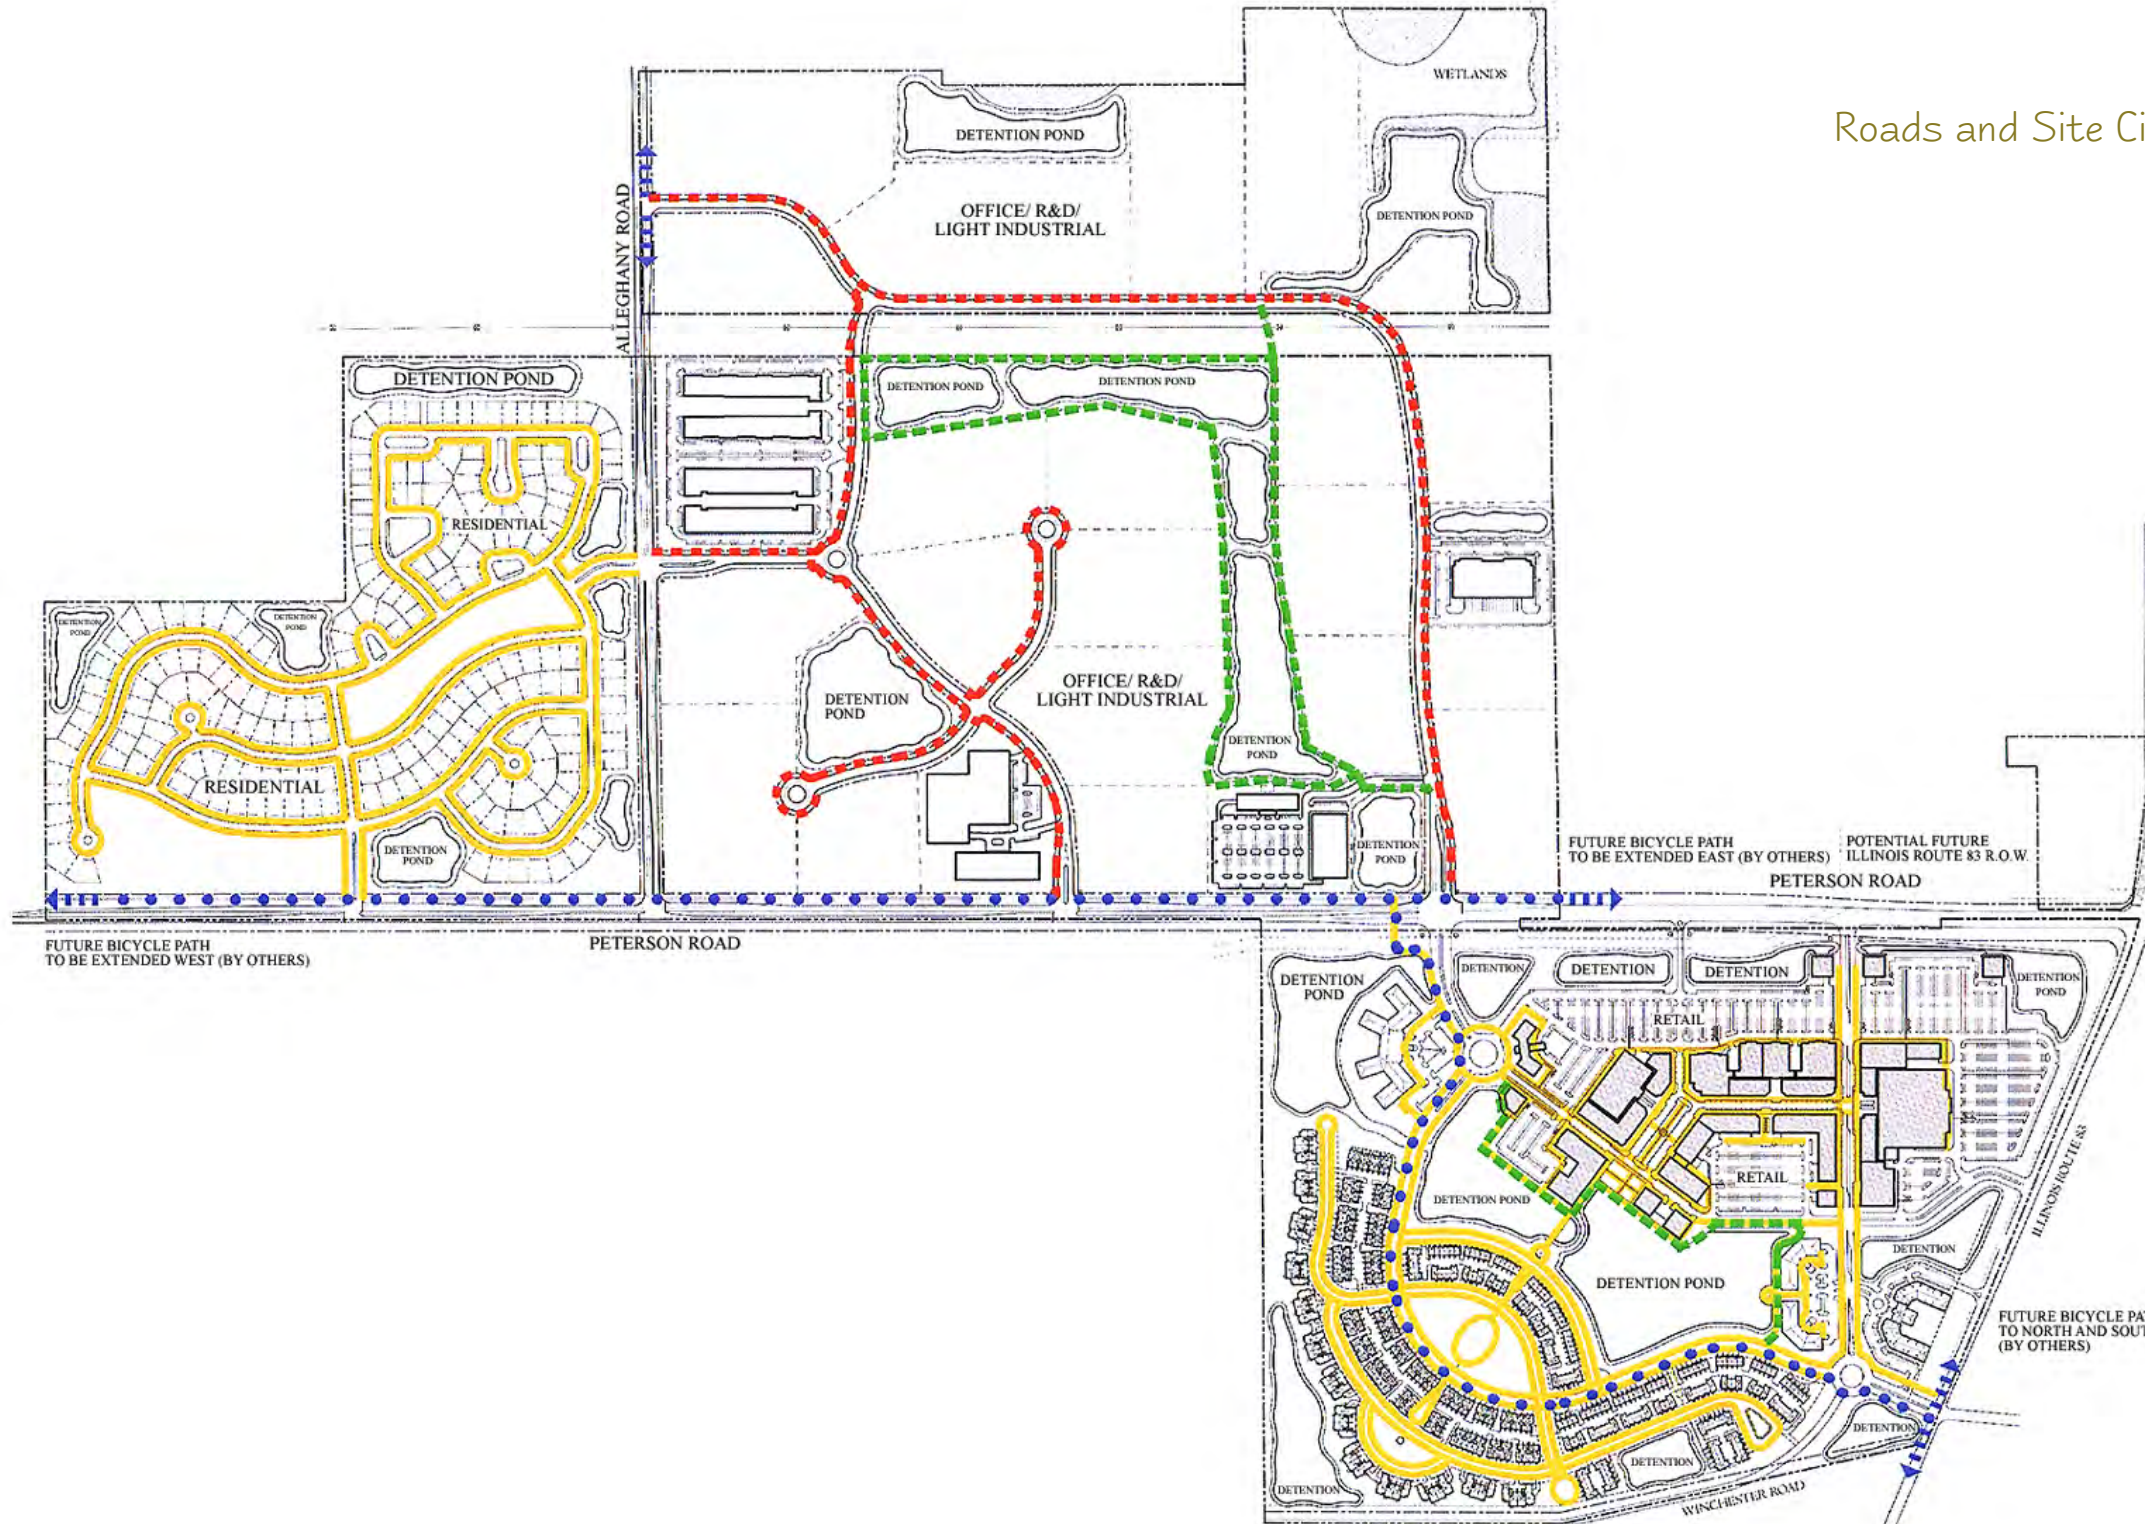 WETLANDS
Roads and Site Ci
DETENTION POND
ALLEGHANY ROAD
OFFICE/ R&D/
LIGHT INDUSTRIAL
DETENTION POND
DETENTION POND
DETENTION POND
DETENTION POND
RESIDENTIAL
DETENTION
POND
DETENTION
POND
OFFICE/ R&D/
LIGHT INDUSTRIAL
DETENTION
POND
DETENTION
POND
RESIDENTIAL
DETENTION
POND
DETENTION
POND
FUTURE BICYCLE PATH
TO BE EXTENDED EAST (BY OTHERS)
POTENTIAL FUTURE
ILLINOIS ROUTE 83 R.O.W.
PETERSON ROAD
FUTURE BICYCLE PATH
TO BE EXTENDED WEST (BY OTHERS)
PETERSON ROAD
DETENTION
POND
DETENTION
DETENTION
DETENTION
DETENTION
POND
RETAIL
RETAIL
ILLINOIS ROUTE 83
DETENTION POND
DETENTION
DETENTION POND
FUTURE BICYCLE PA
TO NORTH AND SOUT
(BY OTHERS)
DETENTION
DETENTION
DETENTION
WINCHESTER ROAD